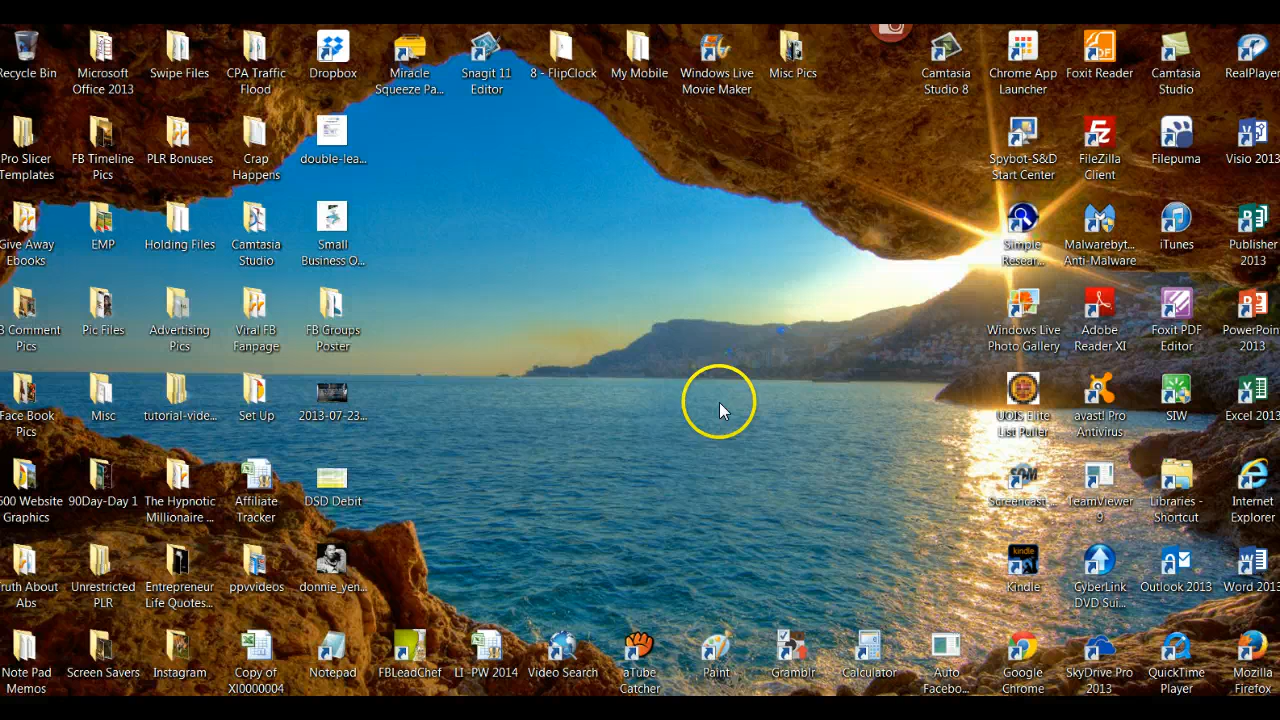 Recycle Bin
Microsoft
Office 2013
Swipe Files
CPA Traffic
Flood
Dropbox
Miracle
Squeeze Pa...
Snagit 11
Editor
8 - FlipClock
My Mobile
Windows Live
Movie Maker
Misc Pics
Camtasia
Studio 8
Chrome App
Launcher
Foxit Reader
Camtasia
Studio
RealPlayer
Pro Slicer
Templates
FB Timeline
Pics
PLR Bonuses
Crap
Happens
double-lea...
Spybot-S&D
Start Center
FileZilla
Client
Filepuma
Visio 2013
Give Away
Ebooks
EMP
Holding Files
Camtasia
Studio
Small
Business O...
Simple
Resear...
Malwarebyt...
Anti-Malware
iTunes
Publisher
2013
B Comment
Pics
Pic Files
Advertising
Pics
Viral FB
Fanpage
FB Groups
Poster
Windows Live
Photo Gallery
Adobe
Reader XI
Foxit PDF
Editor
PowerPoint
2013
Face Book
Pics
Misc
tutorial-vide...
Set Up
2013-07-23...
UOIS Elite
List Puller
avast! Pro
Antivirus
SIW
Excel 2013
500 Website
Graphics
90Day-Day 1
The Hypnotic
Millionaire ...
Affiliate
Tracker
DSD Debit
Screencast...
TeamViewer
9
Libraries -
Shortcut
Internet
Explorer
ruth About
Abs
Unrestricted
PLR
Entrepreneur
Life Quotes...
ppvvideos
donnie_yen...
kindle
Kindle
CyberLink
DVD Sui...
Outlook 2013
Word 2013
Note Pad
Memos
Screen Savers
Instagram
Copy of
XI0000004
Notepad
FBLeadChef
LI_PW 2014
Video Search
aTube
Catcher
Paint
Gramblr
Calculator
Auto
Facebo...
Google
Chrome
SkyDrive Pro
2013
QuickTime
Player
Mozilla
Firefox